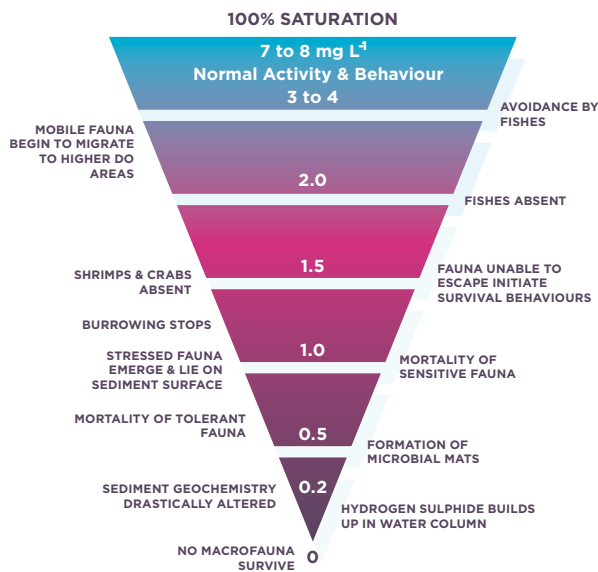 100% SATURATION
7 to 8 mg L⁻¹
Normal Activity & Behaviour
3 to 4
AVOIDANCE BY
FISHES
MOBILE FAUNA
BEGIN TO MIGRATE
TO HIGHER DO
AREAS
2.0
FISHES ABSENT
1.5
SHRIMPS & CRABS
ABSENT
FAUNA UNABLE TO
ESCAPE INITIATE
SURVIVAL BEHAVIOURS
BURROWING STOPS
1.0
STRESSED FAUNA
EMERGE & LIE ON
SEDIMENT SURFACE
MORTALITY OF
SENSITIVE FAUNA
MORTALITY OF TOLERANT
FAUNA
0.5
FORMATION OF
MICROBIAL MATS
0.2
SEDIMENT GEOCHEMISTRY
DRASTICALLY ALTERED
HYDROGEN SULPHIDE BUILDS
UP IN WATER COLUMN
NO MACROFAUNA
SURVIVE
0